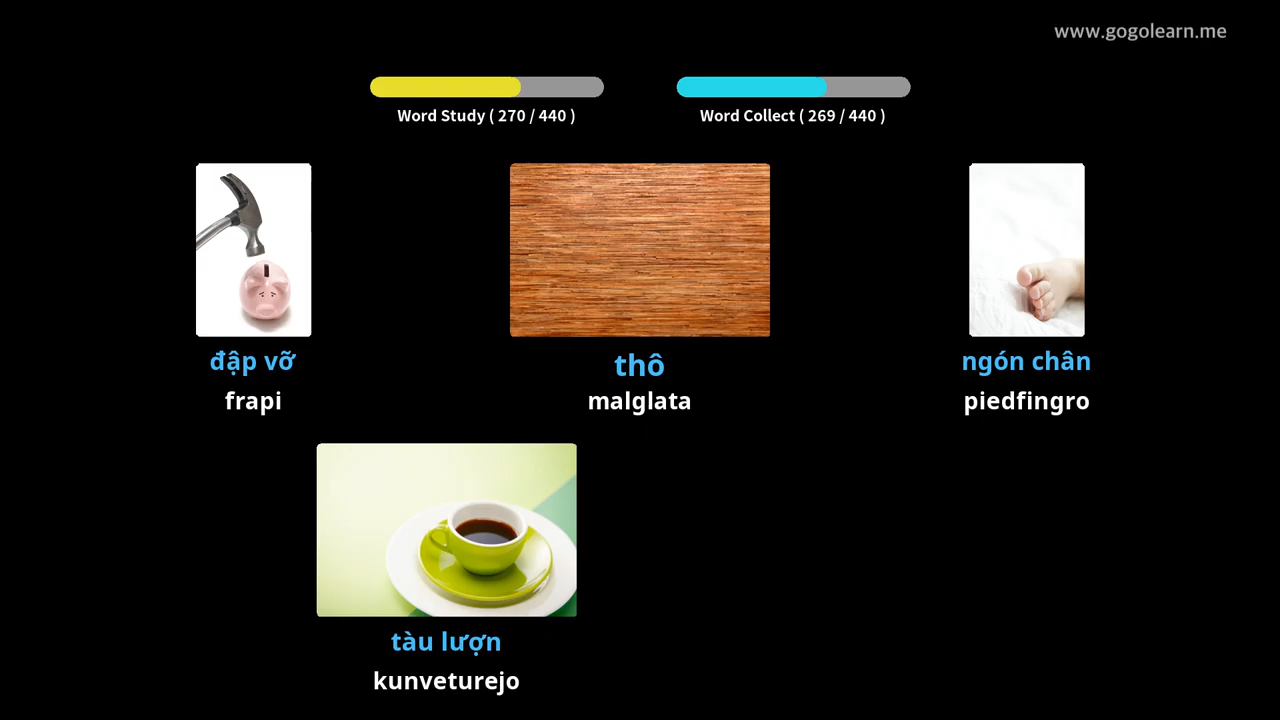 www.gogolearn.me
Word Study ( 270 / 440 )
Word Collect ( 269 / 440 )
đập vỡ
frapi
thô
malglata
ngón chân
piedfingro
tàu lượn
kunveturejo